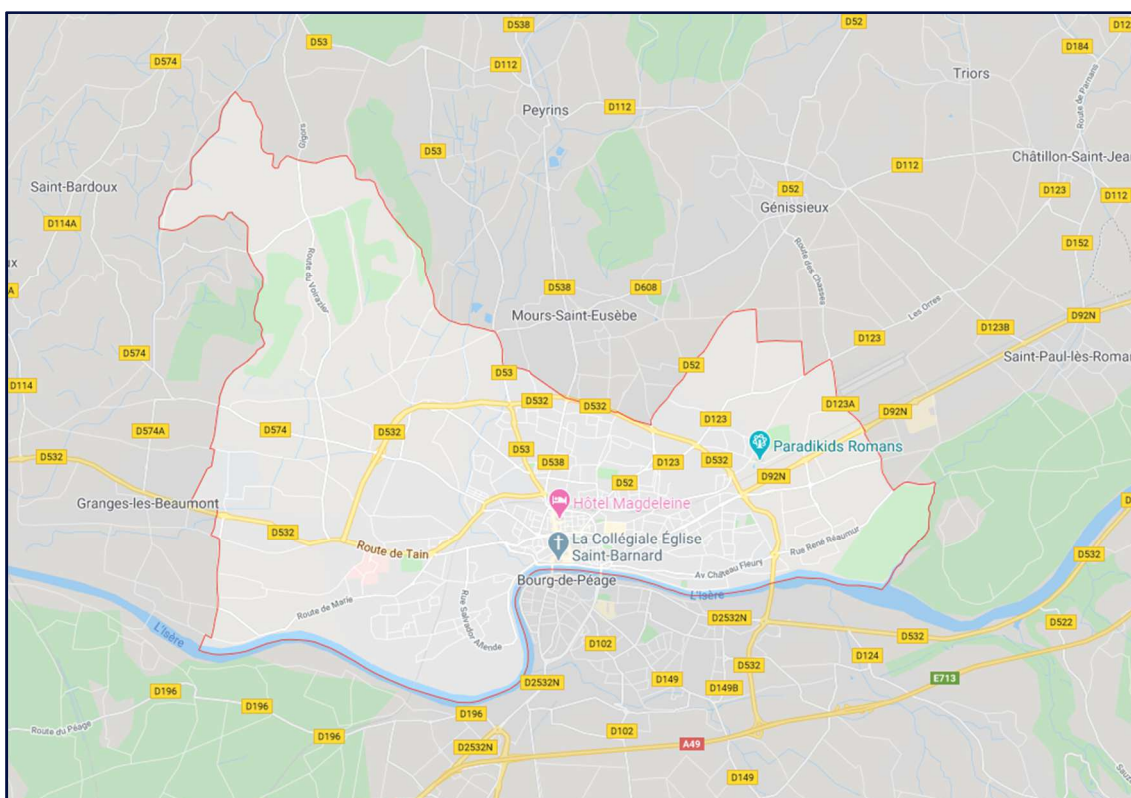 D53
D538
D52
D12
D574
D184
D112
Triors
Route de Parnans
Peyrins
D112
Gigors
D53
D112
Châtillon-Saint-Jea
Saint-Bardoux
D52
D123
D112
D114A
Génissieux
D152
ux
Route du Voirazier
Route des Chasses
A
D538
D608
Les Orres
Mours-Saint-Eusèbe
D92N
D123B
D574
D52
D123
Saint-Paul-lès-Roman
D114
D53
D532
D532
D123A
D92N
D574A
D574
D532
D123
D532
D53
D538
D123
D532
Paradikids Romans
D52
D92N
Granges-les-Beaumont
Hôtel Magdeleine
D532
Route de Tain
La Collégiale Église
Saint-Barnard
Rue René Réaumur
D532
Bourg-de-Péage
Av Château Fleury
L'Isère
Route de Marie
Rue Salvador Allende
D2532N
D522
L'Isère
D102
D532
D124
D532
D149
D149B
D2532N
E713
D196
D196
D196
Route du Péage
D196
D102
D2532N
A49
D149